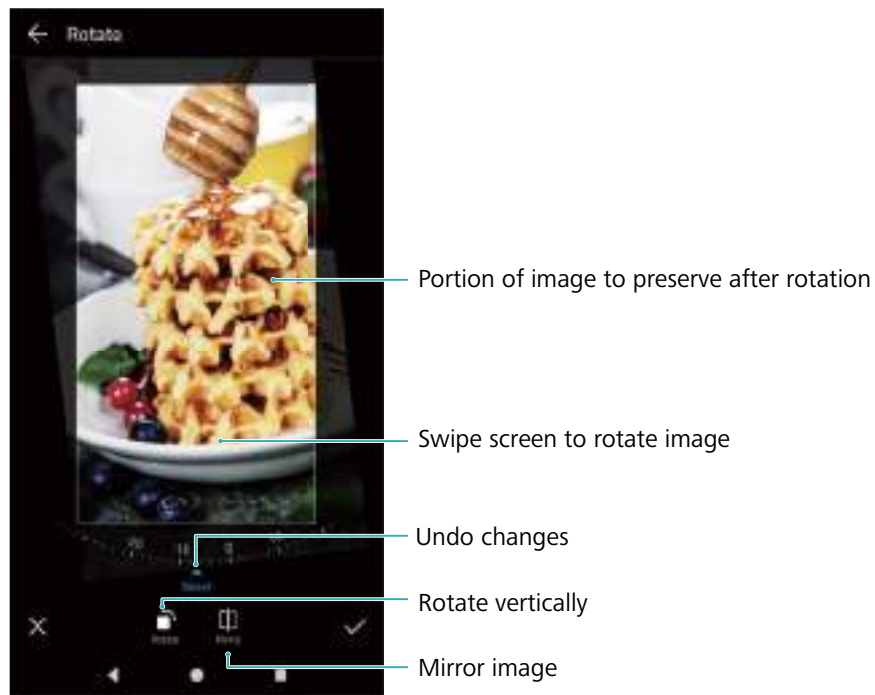 Rotate
Portion of image to preserve after rotation
Swipe screen to rotate image
Undo changes
Rotate vertically
Mirror image